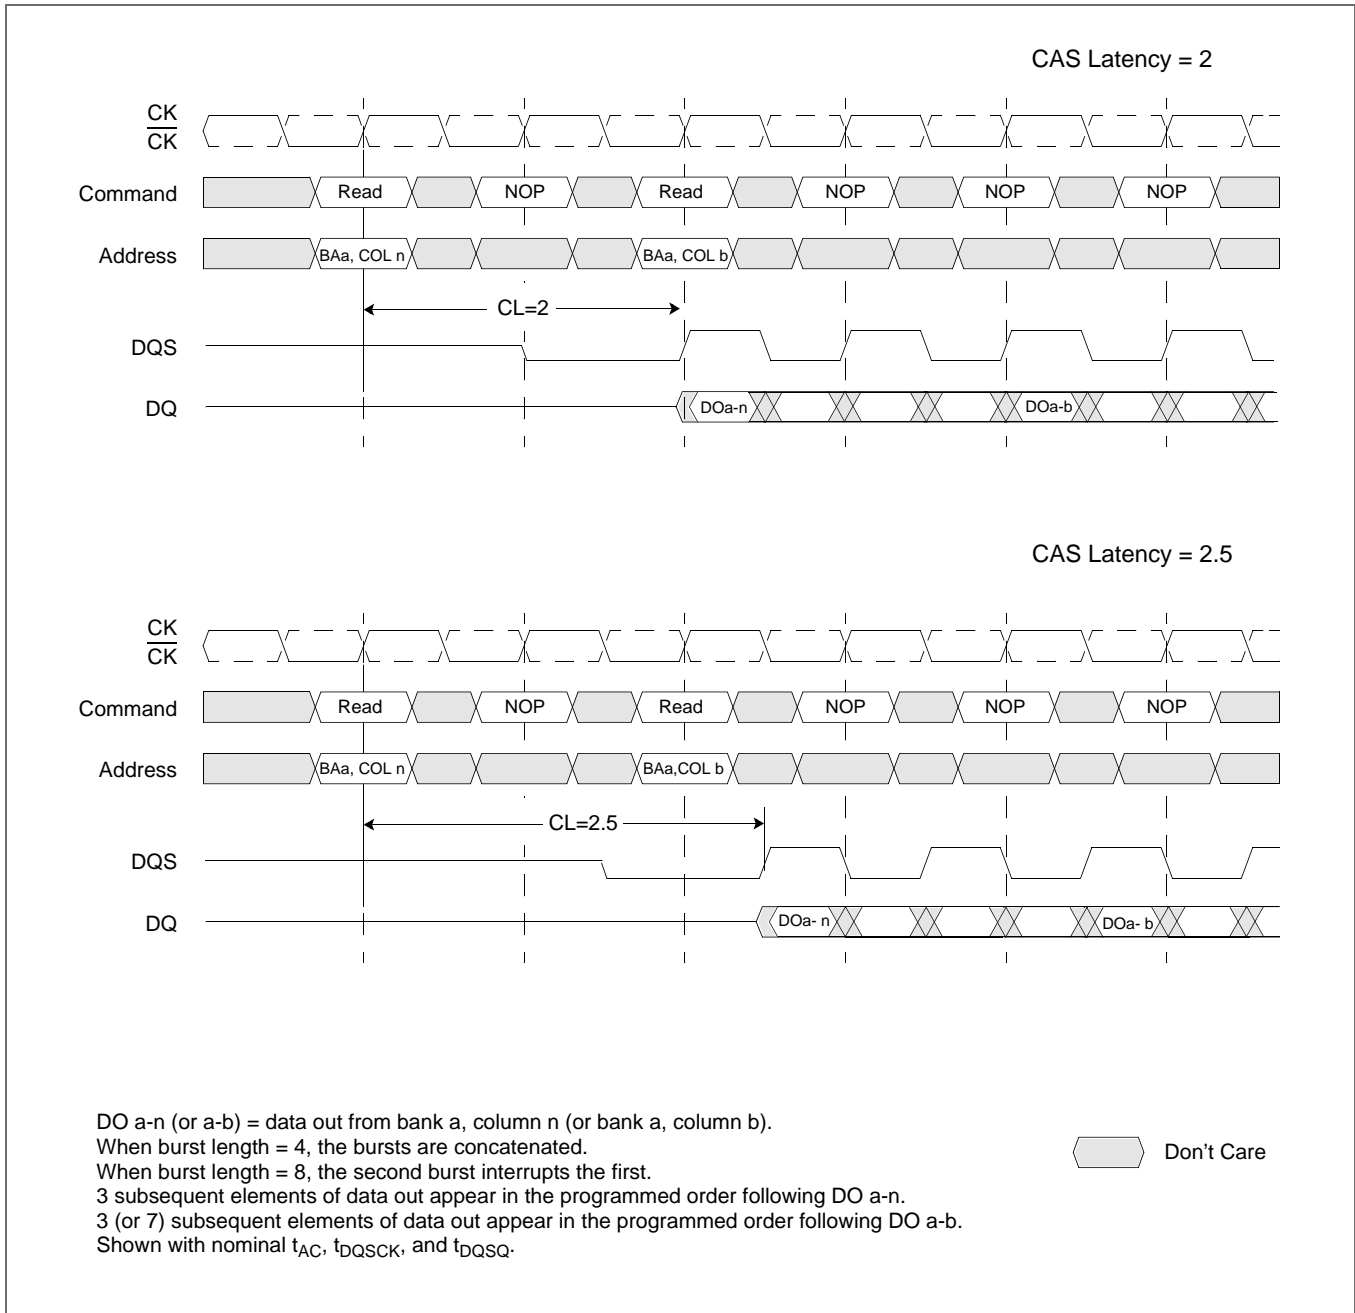 CAS Latency = 2
CK
CK
Command
Read NOP Read NOP NOP NOP
Address
BAa, COL n BAa, COL b
CL=2
DQS
DQ
DOa-n DOa-b
CAS Latency = 2.5
CK
CK
Command
Read NOP Read NOP NOP NOP
Address
BAa, COL n BAa,COL b
CL=2.5
DQS
DQ
DOa- n DOa- b
DO a-n (or a-b) = data out from bank a, column n (or bank a, column b).
When burst length = 4, the bursts are concatenated.
When burst length = 8, the second burst interrupts the first.
3 subsequent elements of data out appear in the programmed order following DO a-n.
3 (or 7) subsequent elements of data out appear in the programmed order following DO a-b.
Shown with nominal tAC, tDQSCK, and tDQSQ.
Don't Care